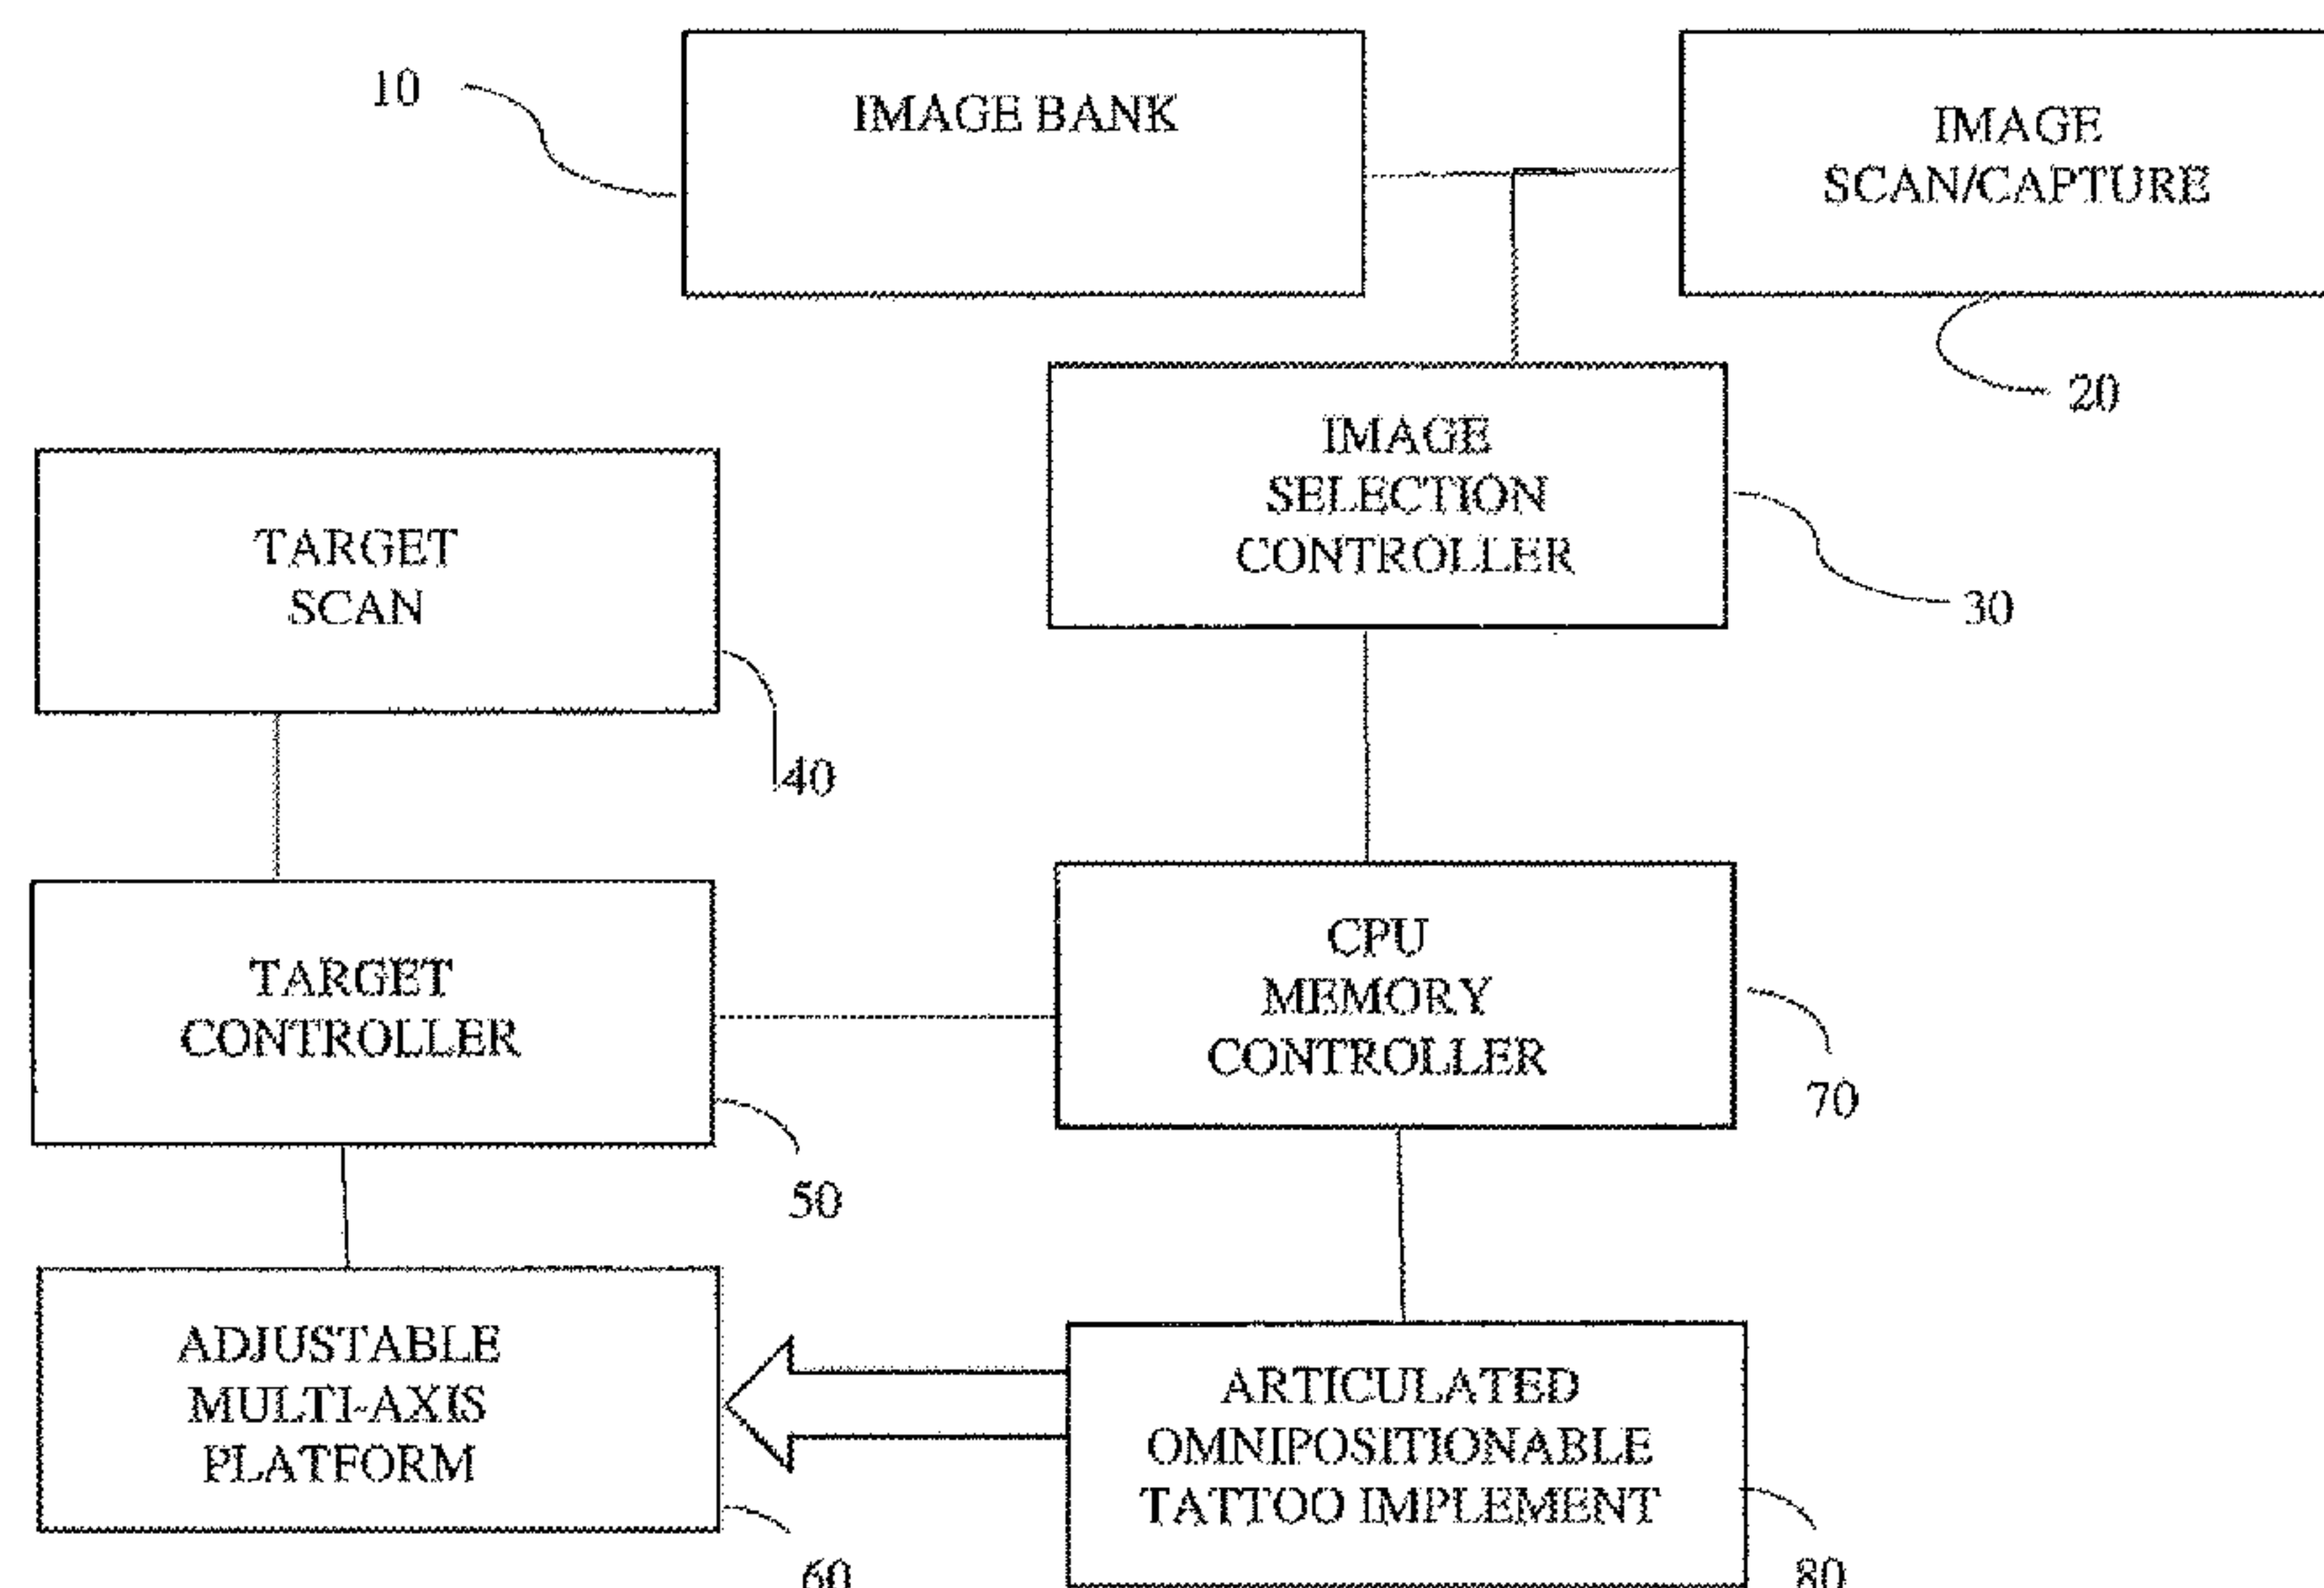 10
IMAGE BANK
IMAGE
SCAN/CAPTURE
20
IMAGE
SELECTION
CONTROLLER
30
TARGET
SCAN
40
TARGET
CONTROLLER
50
CPU
MEMORY
CONTROLLER
70
ADJUSTABLE
MULTI-AXIS
PLATFORM
60
ARTICULATED
OMNIPOSITIONABLE
TATTOO IMPLEMENT
80